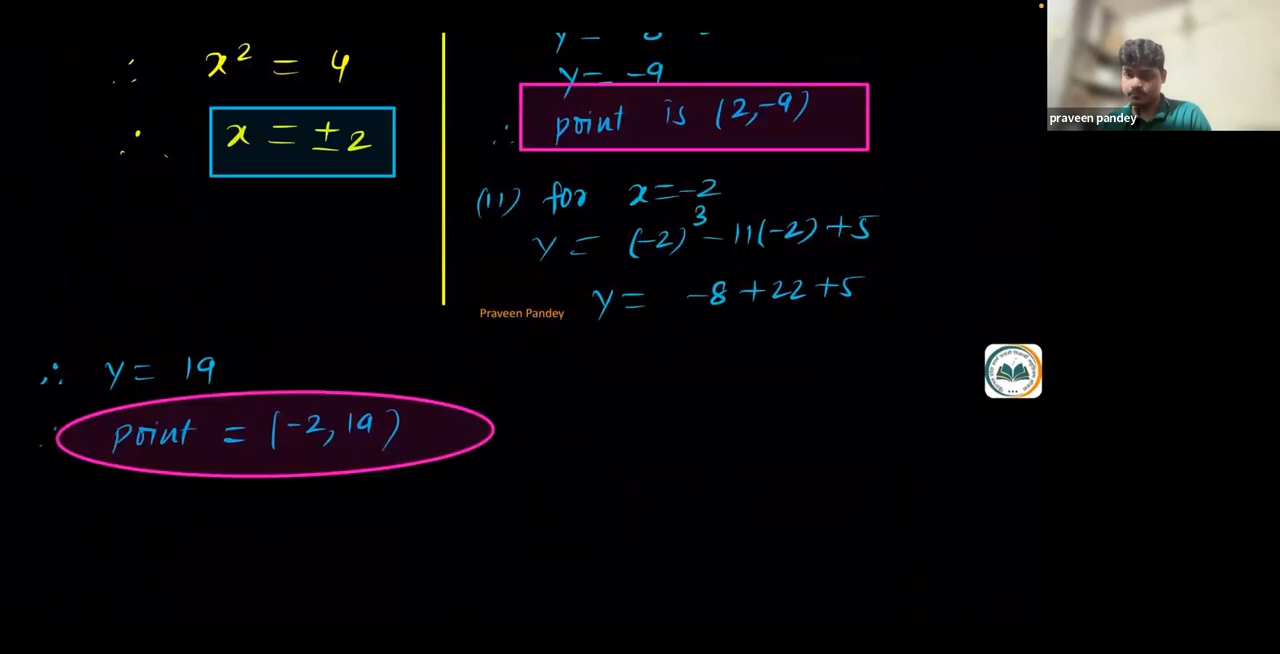 ∴ x² = 4
∴ x = ±2
y = -9
∴ point is (2,-9)
(11) for x=-2
y = (-2)³ -11(-2)+5
y = -8+22+5
Praveen Pandey
∴ y = 19
∴ point = (-2,19)
praveen pandey